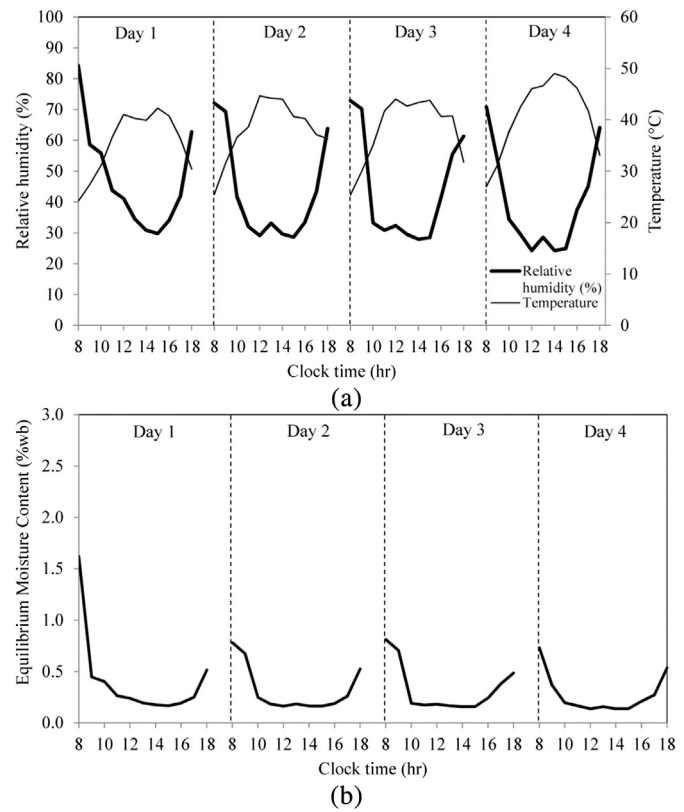 100
90
80
70
60
50
40
30
20
10
0
Relative humidity (%)
Day 1
Day 2
Day 3
Day 4
60
50
40
30
20
10
0
Temperature (°C)
Relative
humidity (%)
Temperature
8 10 12 14 16 18 8 10 12 14 16 18 8 10 12 14 16 18 8 10 12 14 16 18
Clock time (hr)
(a)
3.0
2.5
2.0
1.5
1.0
0.5
0.0
Equilibrium Moisture Content (%wb)
Day 1
Day 2
Day 3
Day 4
8 10 12 14 16 18 8 10 12 14 16 18 8 10 12 14 16 18 8 10 12 14 16 18
Clock time (hr)
(b)